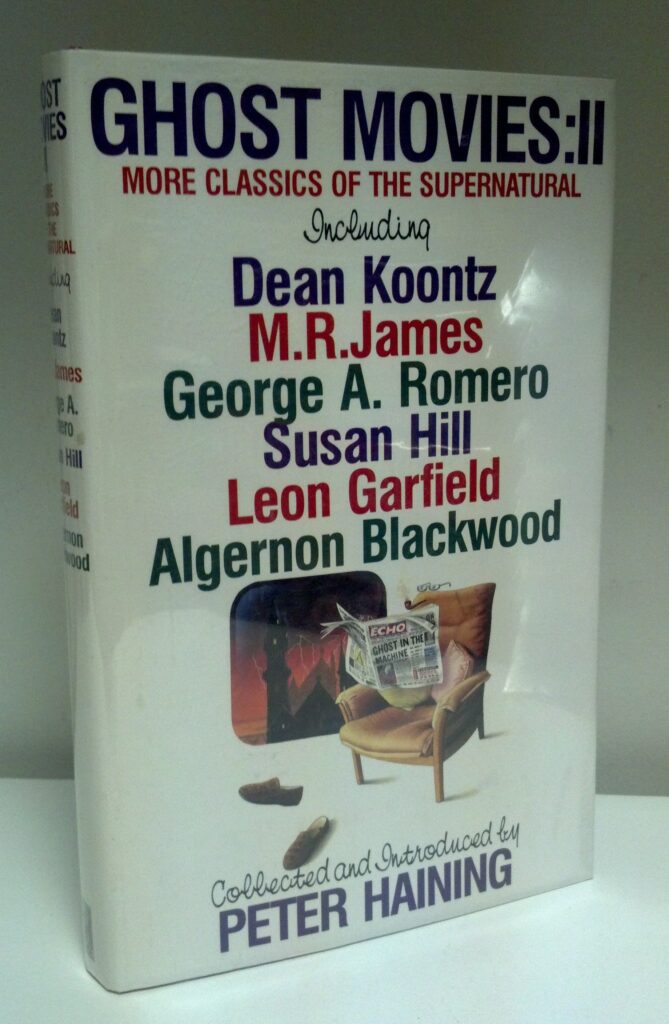 GHOST MOVIES:II
MORE CLASSICS OF THE SUPERNATURAL
Including
Dean Koontz
M.R.James
George A. Romero
Susan Hill
Leon Garfield
Algernon Blackwood
ECHO
GHOST IN THE
MACHINE
Collected and Introduced by
PETER HAINING